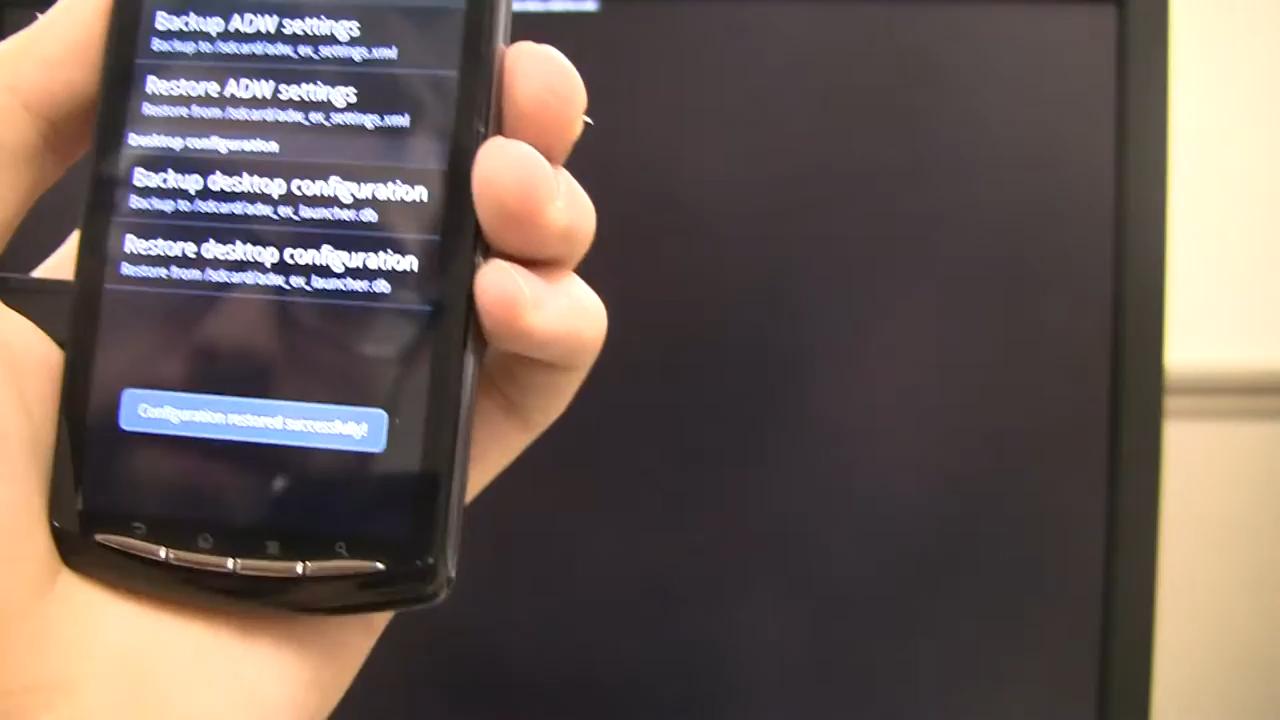 Backup ADW settings
Backup to /sdcard/adw_ex_settings.xml
Restore ADW settings
Restore from /sdcard/adw_ex_settings.xml
Desktop configuration
Backup desktop configuration
Backup to /sdcard/adw_ex_launcher.db
Restore desktop configuration
Restore from /sdcard/adw_ex_launcher.db
Configuration restored successfully!